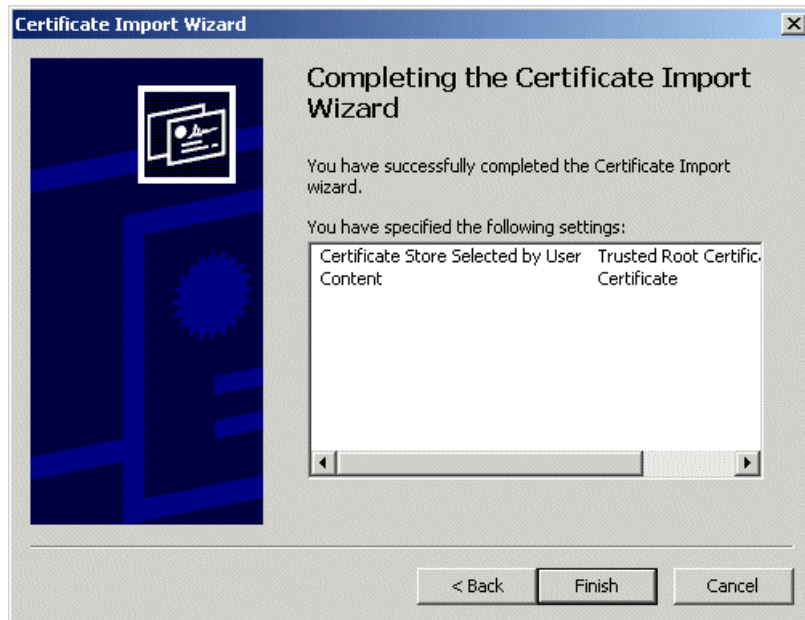 Certificate Import Wizard
Completing the Certificate Import
Wizard
You have successfully completed the Certificate Import
wizard.
You have specified the following settings:
Certificate Store Selected by User Trusted Root Certific
Content Certificate
< Back Finish Cancel